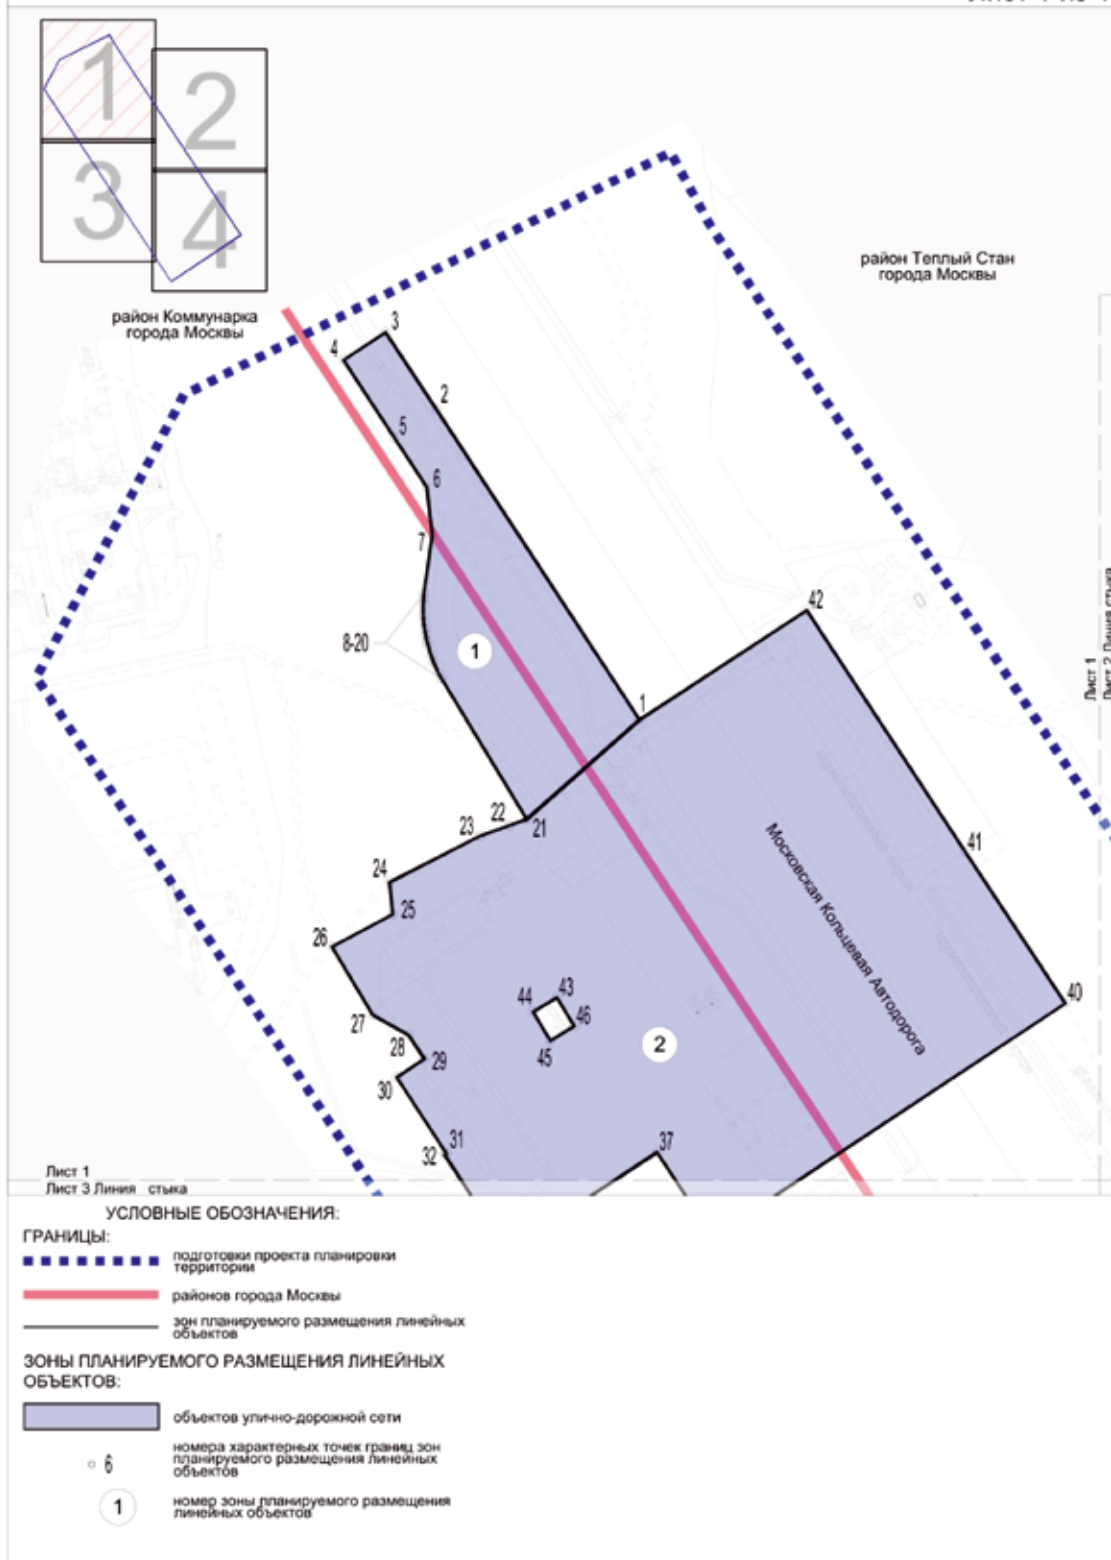 1
2
3
4
район Теплый Стан
города Москвы
район Коммунарка
города Москвы
3
4
2
5
6
7
42
8-20
1
1
Лист 1
Лист 2 Линия стыка
22
21
23
41
24
25
Московская Кольцевая Автодорога
26
43
44
46
40
27
28
45
29
2
30
31
37
32
Лист 1
Лист 3 Линия стыка
УСЛОВНЫЕ ОБОЗНАЧЕНИЯ:
ГРАНИЦЫ:
подготовки проекта планировки
территории
районов города Москвы
зон планируемого размещения линейных
объектов
ЗОНЫ ПЛАНИРУЕМОГО РАЗМЕЩЕНИЯ ЛИНЕЙНЫХ
ОБЪЕКТОВ:
объектов улично-дорожной сети
6
номера характерных точек границ зон
планируемого размещения линейных
объектов
1
номер зоны планируемого размещения
линейных объектов